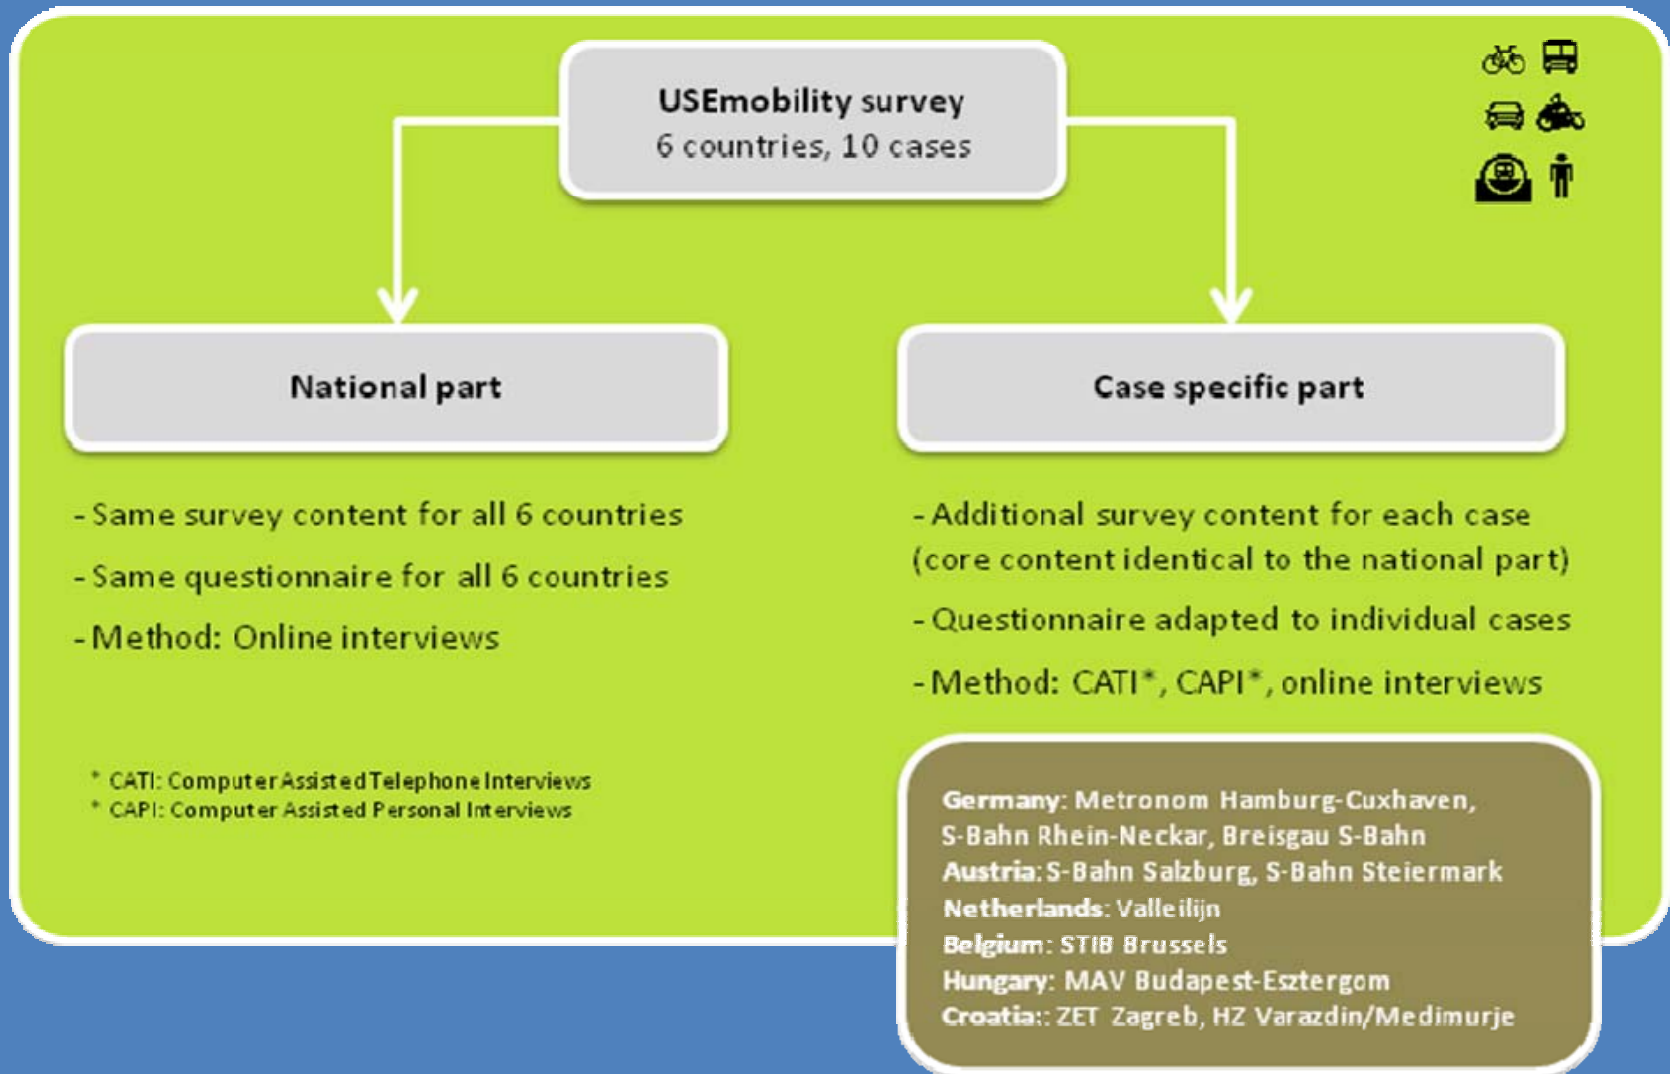 USEmobility survey
6 countries, 10 cases
National part
- Same survey content for all 6 countries
- Same questionnaire for all 6 countries
- Method: Online interviews
* CATI: Computer Assisted Telephone Interviews
* CAPI: Computer Assisted Personal Interviews
Case specific part
- Additional survey content for each case
(core content identical to the national part)
- Questionnaire adapted to individual cases
- Method: CATI*, CAPI*, online interviews
Germany: Metronom Hamburg-Cuxhaven,
S-Bahn Rhein-Neckar, Breisgau S-Bahn
Austria: S-Bahn Salzburg, S-Bahn Steiermark
Netherlands: Valleilijn
Belgium: STIB Brussels
Hungary: MAV Budapest-Esztergom
Croatia:: ZET Zagreb, HZ Varazdin/Medimurje